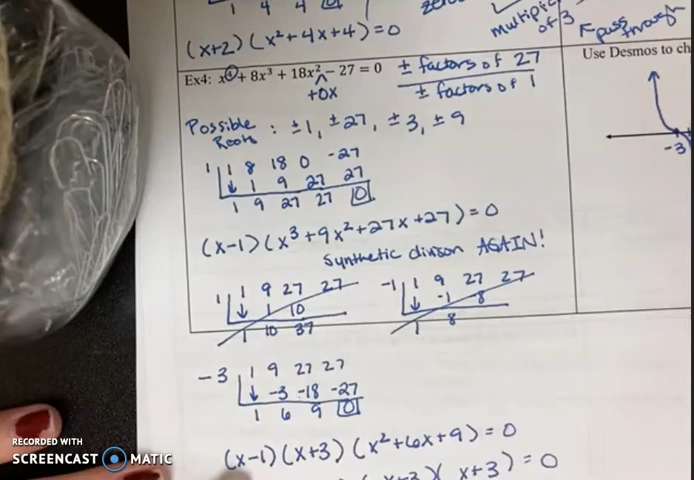 1 4 4 0
(x+2)(x²+4x+4)=0
Multiplic
of 3
pass
through
Ex4: x⁴ + 8x³ + 18x² - 27 = 0
+0x
± factors of 27
± factors of 1
Use Desmos to ch
Possible Roots : ±1, ±27, ±3, ±9
-3
1 1 8 18 0 -27
↓ 1 9 27 27
1 9 27 27 0
(x-1)(x³+9x²+27x+27)=0
Synthetic divison AGAIN!
1 1 9 27 27
↓ 1 10
1 10 37
-1 1 9 27 27
↓ -1 -8
1 8
-3 1 9 27 27
↓ -3 -18 -27
1 6 9 0
(x-1)(x+3)(x²+6x+9)=0
(x+3)(x+3)=0
RECORDED WITH
SCREENCAST MATIC